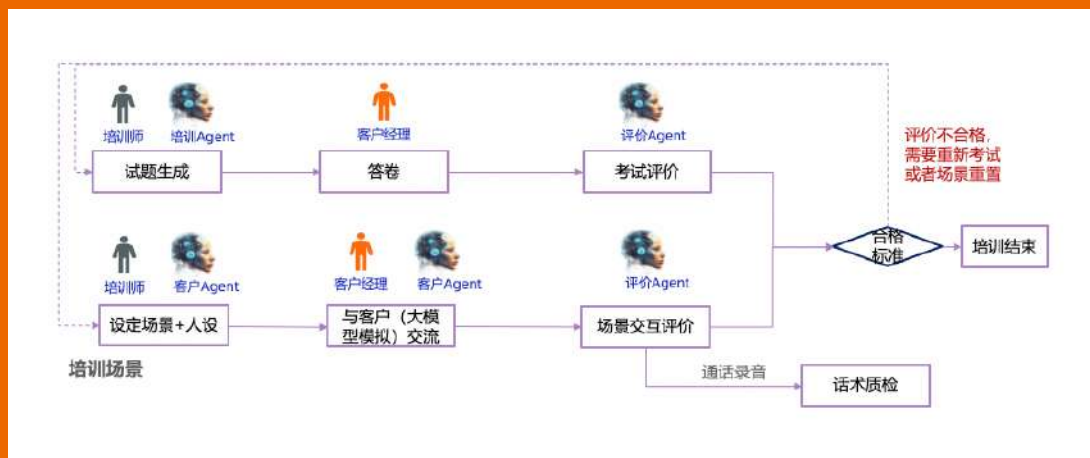 培训师
培训Agent
客户经理
评价Agent
评价不合格,
需要重新考试
或者场景重置
试题生成
答卷
考试评价
合格
标准
培训结束
培训师
客户Agent
客户经理
客户Agent
评价Agent
设定场景+人设
与客户（大模
型模拟）交流
场景交互评价
培训场景
通话录音
话术质检